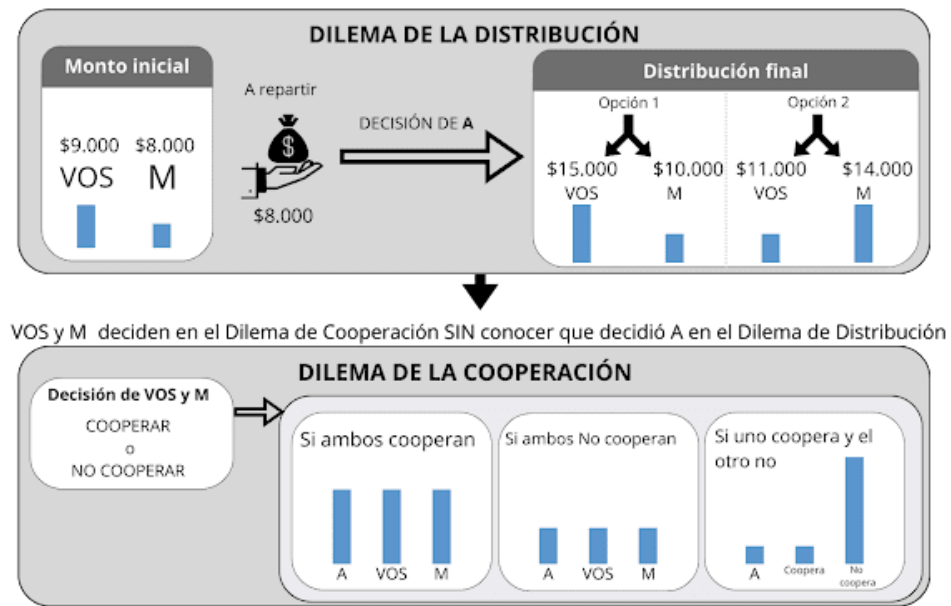 DILEMA DE LA DISTRIBUCIÓN
Monto inicial
$9.000 $8.000
VOS M
A repartir
$
$8.000
DECISIÓN DE A
Distribución final
Opción 1
Opción 2
$15.000 $10.000 $11.000 $14.000
VOS M VOS M
VOS y M deciden en el Dilema de Cooperación SIN conocer que decidió A en el Dilema de Distribución
DILEMA DE LA COOPERACIÓN
Decisión de VOS y M
COOPERAR
o
NO COOPERAR
Si ambos cooperan
A VOS M
Si ambos No cooperan
A VOS M
Si uno coopera y el
otro no
A Coopera No
coopera